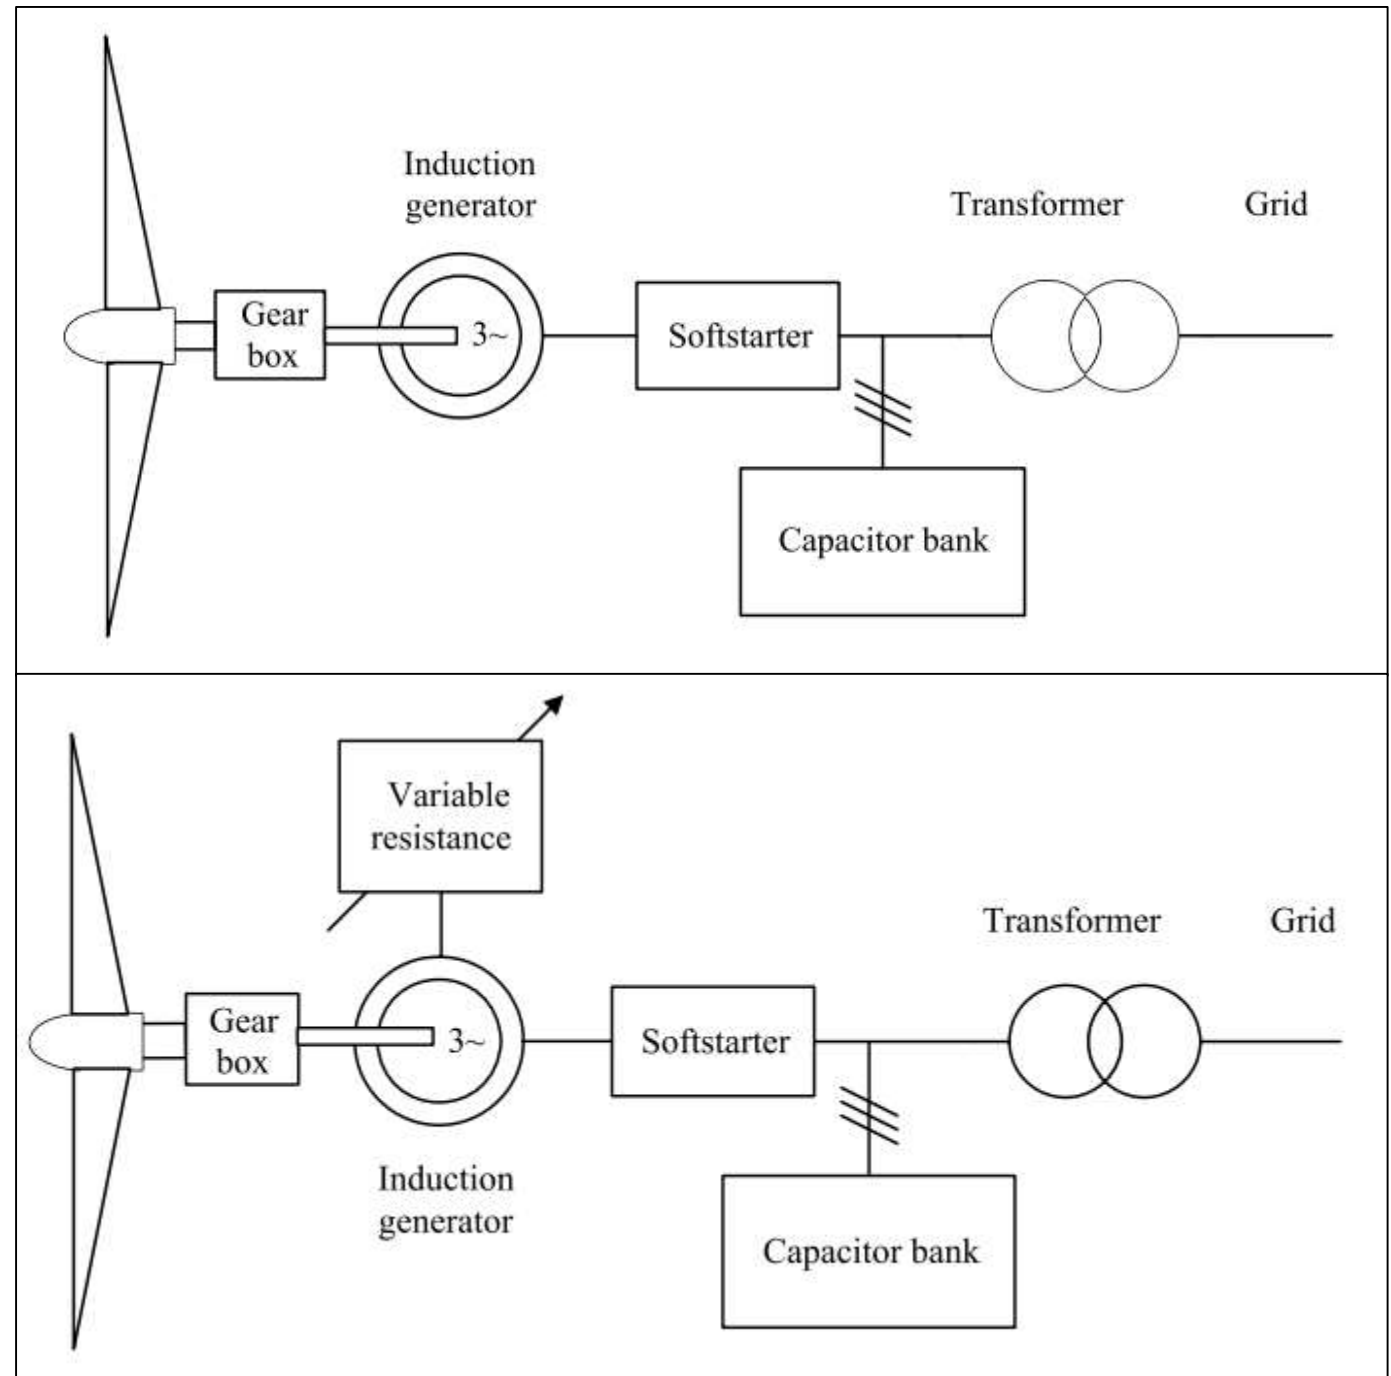 Induction
generator
Transformer
Grid
Gear
box
3~
Softstarter
Capacitor bank
Variable
resistance
Transformer
Grid
Gear
box
3~
Softstarter
Induction
generator
Capacitor bank